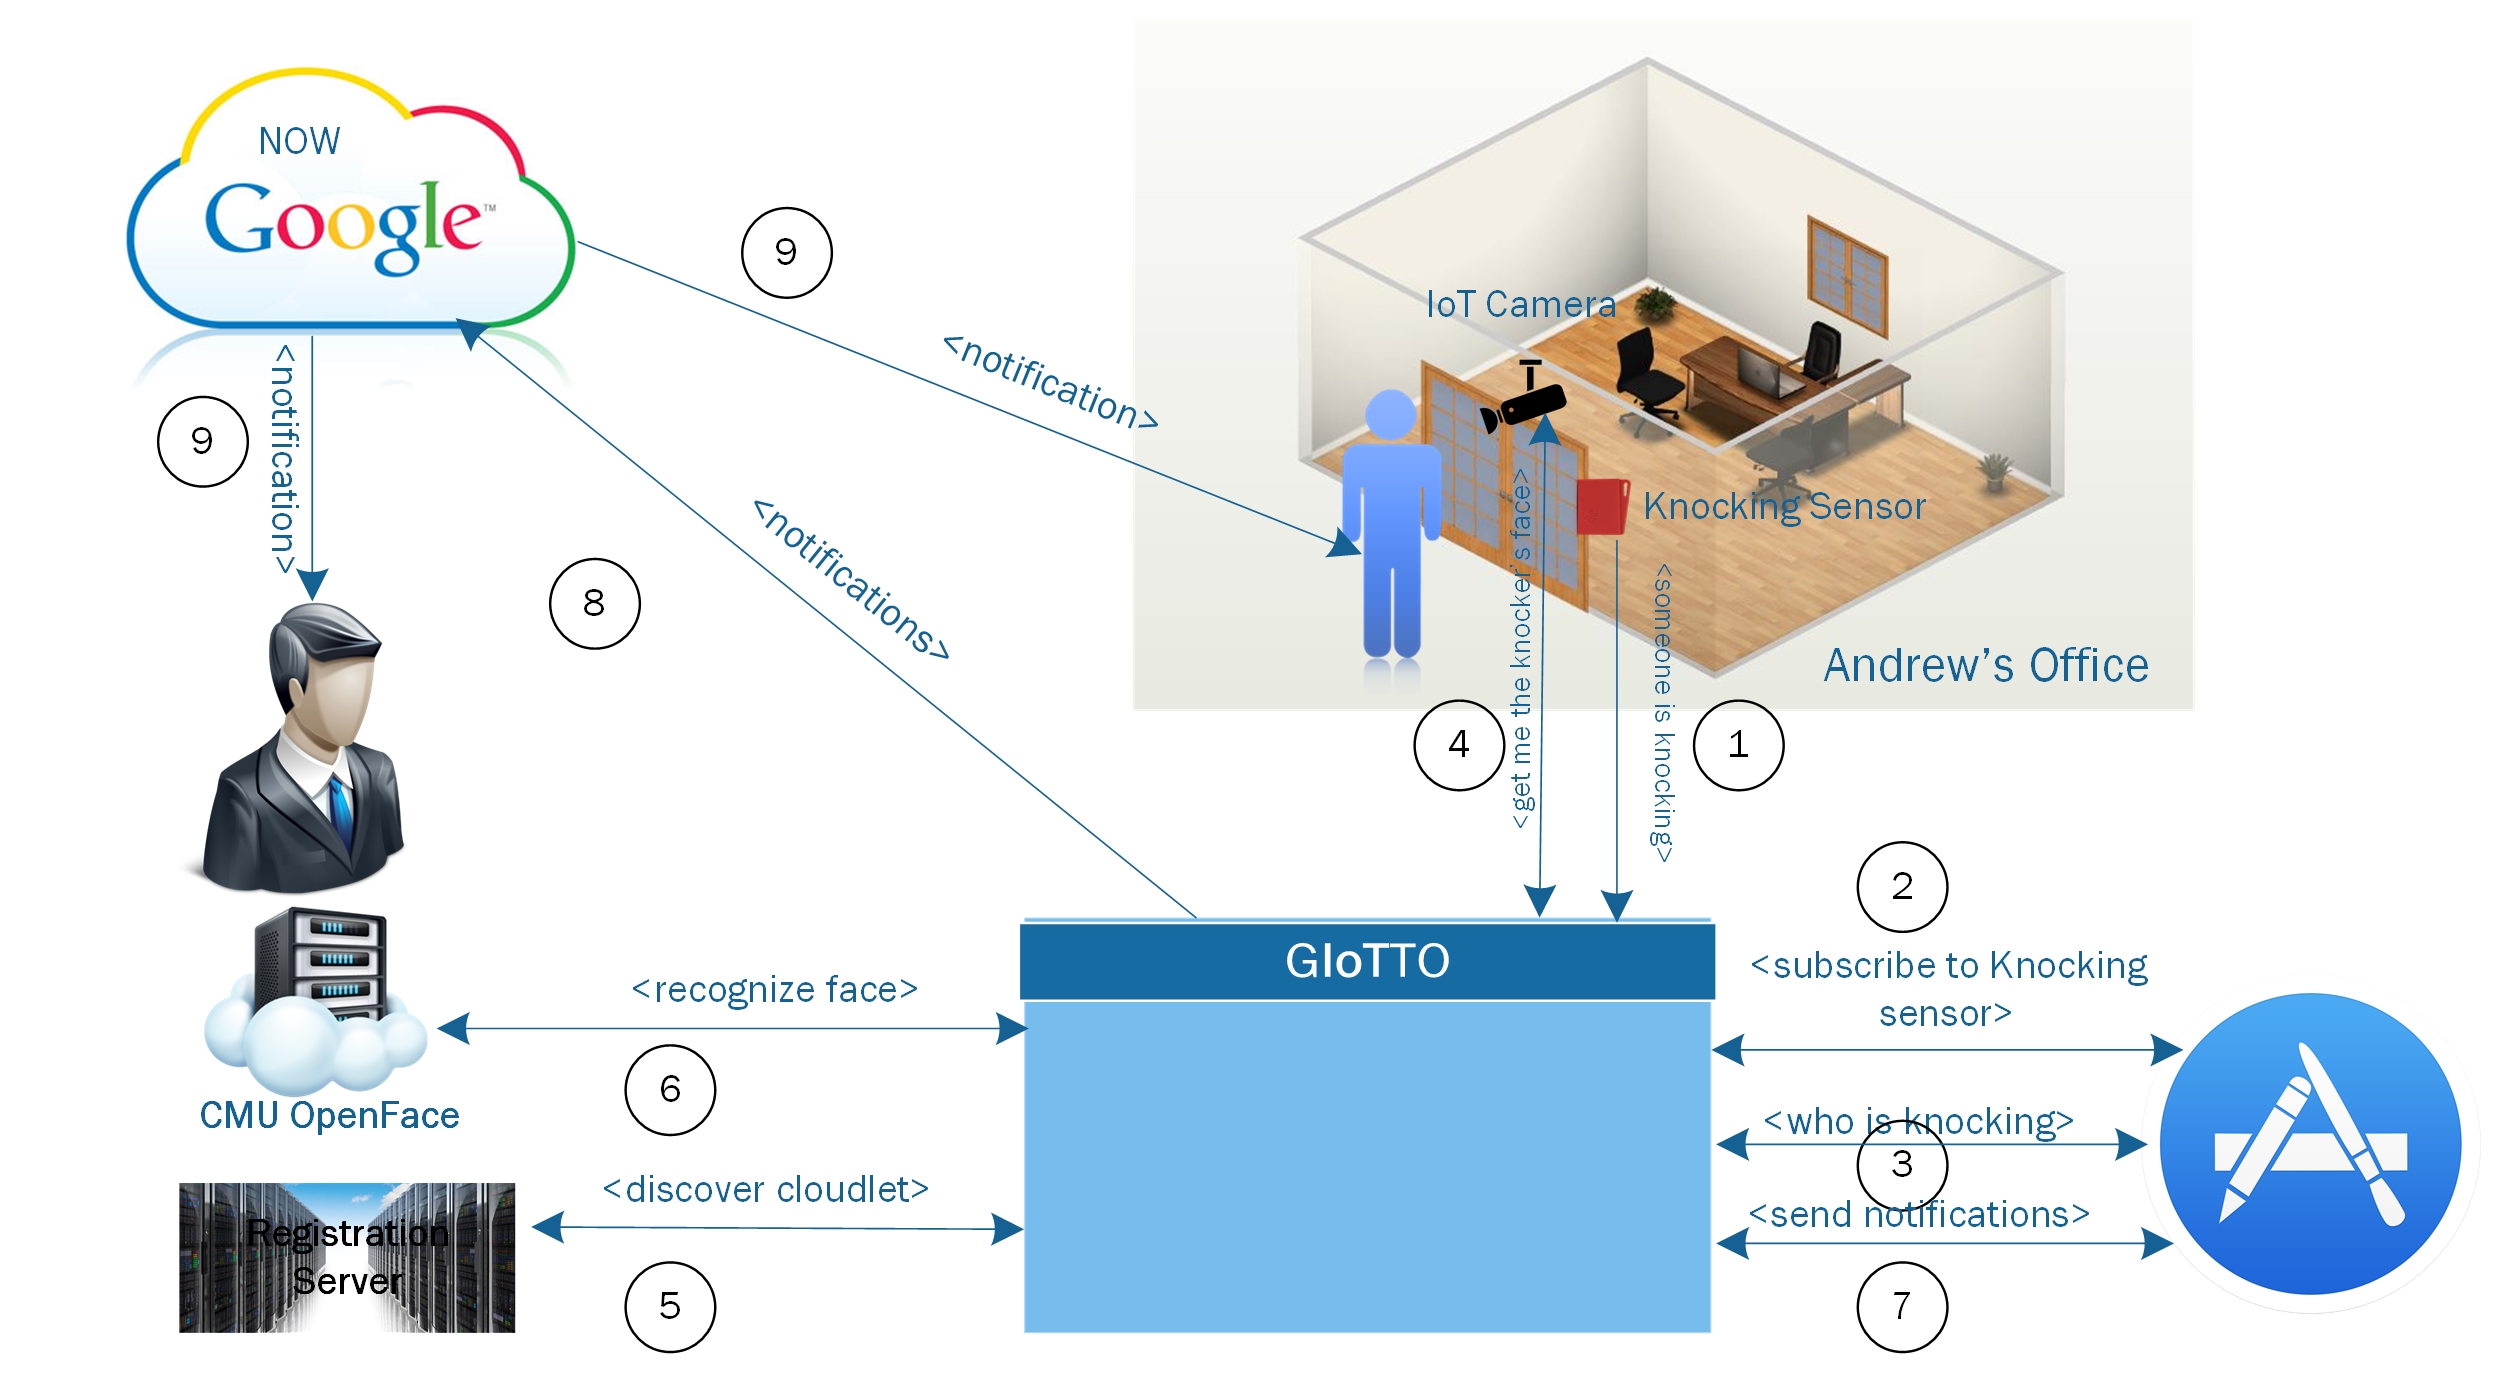 NOW
Google™
9
<notification>
IoT Camera
<notification>
9
<notifications>
8
Knocking Sensor
<get me the knocker's face>
<someone is knocking>
Andrew's Office
4
1
2
GIoTTO
<subscribe to Knocking
sensor>
<recognize face>
6
CMU OpenFace
<who is knocking>
3
<discover cloudlet>
<send notifications>
Registration
Server
5
7